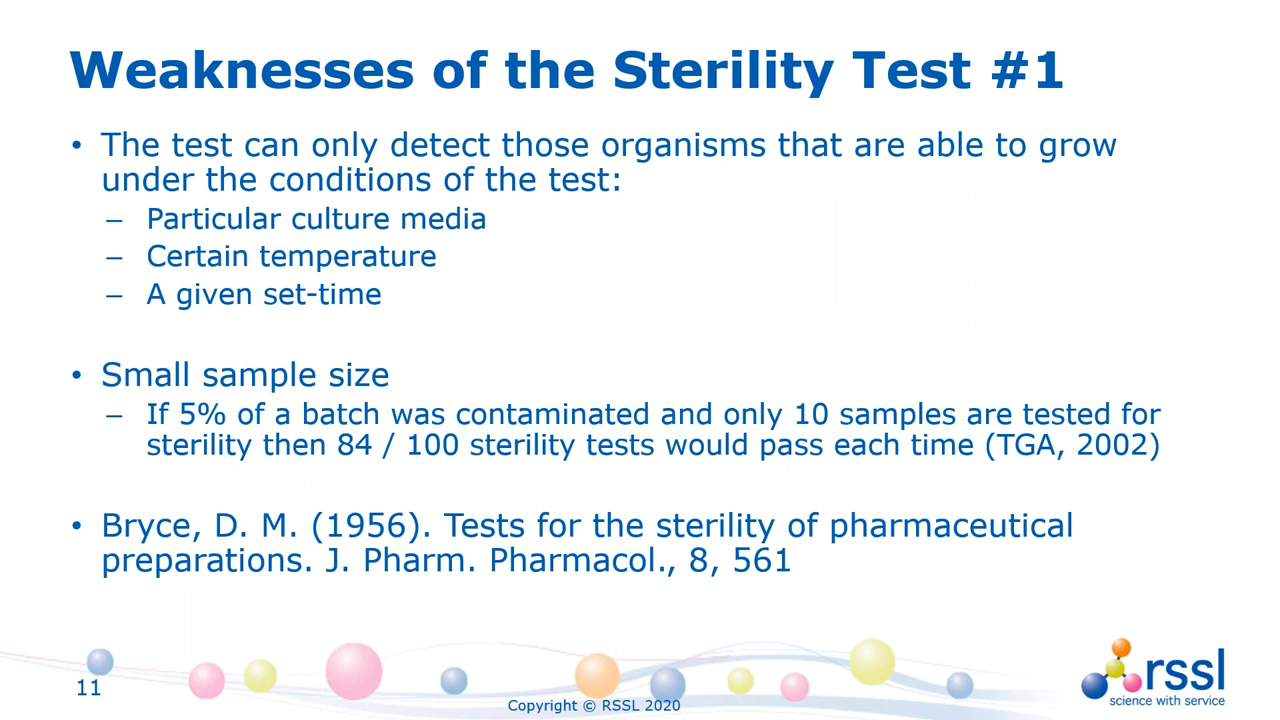 Weaknesses of the Sterility Test #1
• The test can only detect those organisms that are able to grow
under the conditions of the test:
– Particular culture media
– Certain temperature
– A given set-time
• Small sample size
– If 5% of a batch was contaminated and only 10 samples are tested for
sterility then 84 / 100 sterility tests would pass each time (TGA, 2002)
• Bryce, D. M. (1956). Tests for the sterility of pharmaceutical
preparations. J. Pharm. Pharmacol., 8, 561
11
Copyright © RSSL 2020
rssl
science with service